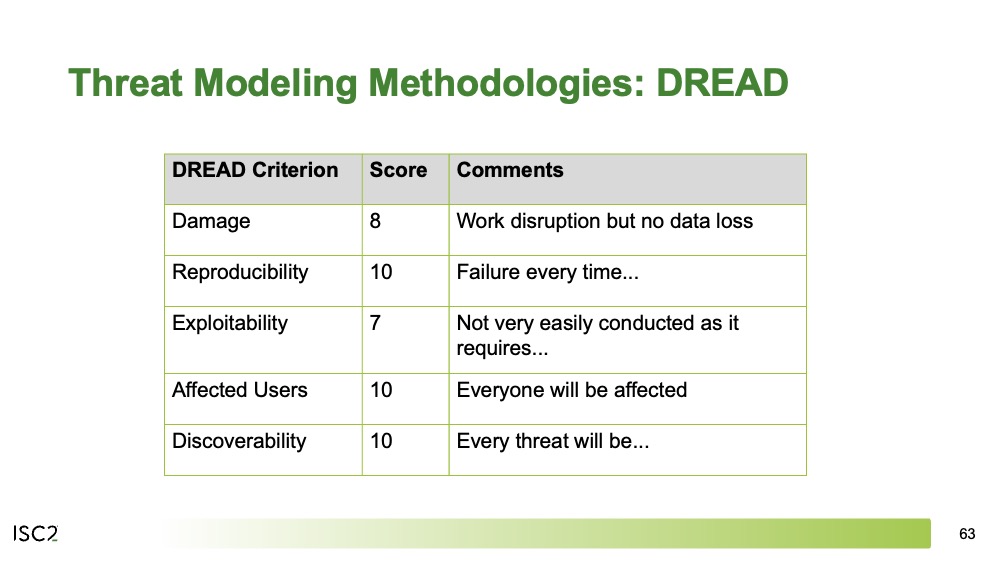 Threat Modeling Methodologies: DREAD
DREAD Criterion Score Comments
Damage 8 Work disruption but no data loss
Reproducibility 10 Failure every time...
Exploitability 7 Not very easily conducted as it
requires...
Affected Users 10 Everyone will be affected
Discoverability 10 Every threat will be...
ISC2
63